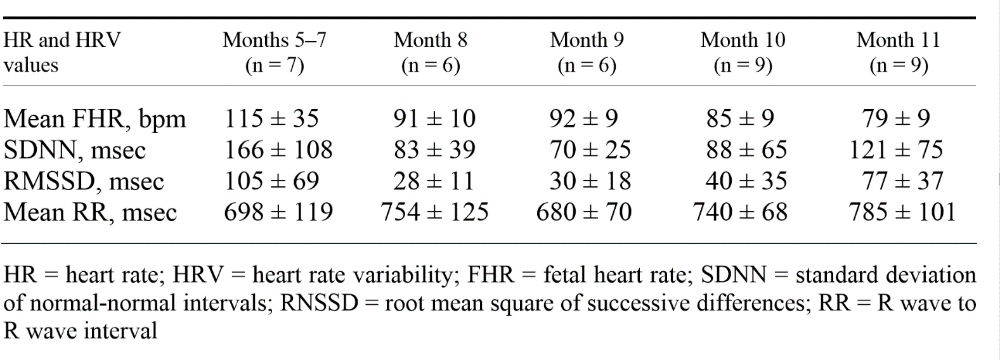 HR and HRV values Months 5–7 (n = 7) Month 8 (n = 6) Month 9 (n = 6) Month 10 (n = 9) Month 11 (n = 9)
Mean FHR, bpm 115 ± 35 91 ± 10 92 ± 9 85 ± 9 79 ± 9
SDNN, msec 166 ± 108 83 ± 39 70 ± 25 88 ± 65 121 ± 75
RMSSD, msec 105 ± 69 28 ± 11 30 ± 18 40 ± 35 77 ± 37
Mean RR, msec 698 ± 119 754 ± 125 680 ± 70 740 ± 68 785 ± 101
HR = heart rate; HRV = heart rate variability; FHR = fetal heart rate; SDNN = standard deviation
of normal-normal intervals; RNSSD = root mean square of successive differences; RR = R wave to
R wave interval